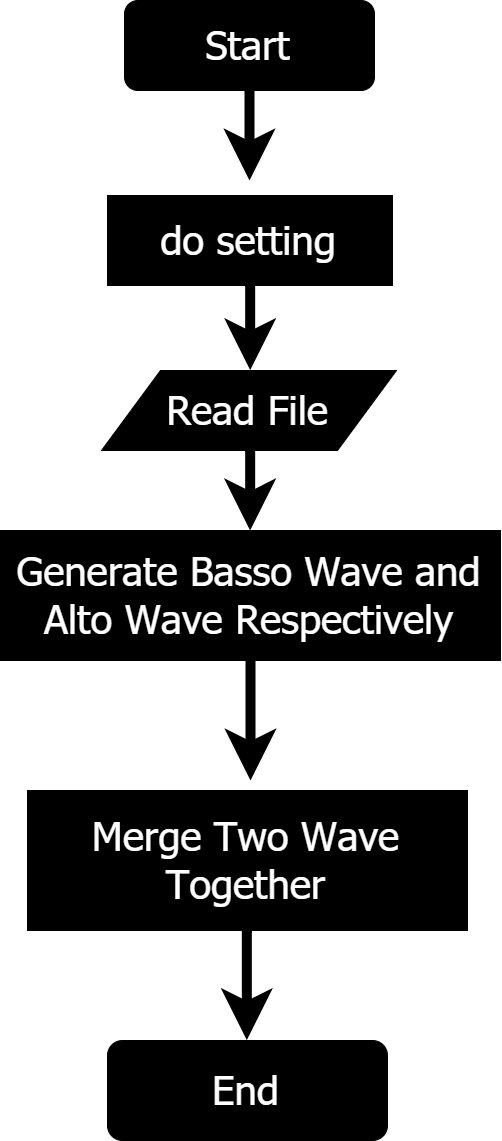 Start
do setting
Read File
Generate Basso Wave and
Alto Wave Respectively
Merge Two Wave
Together
End